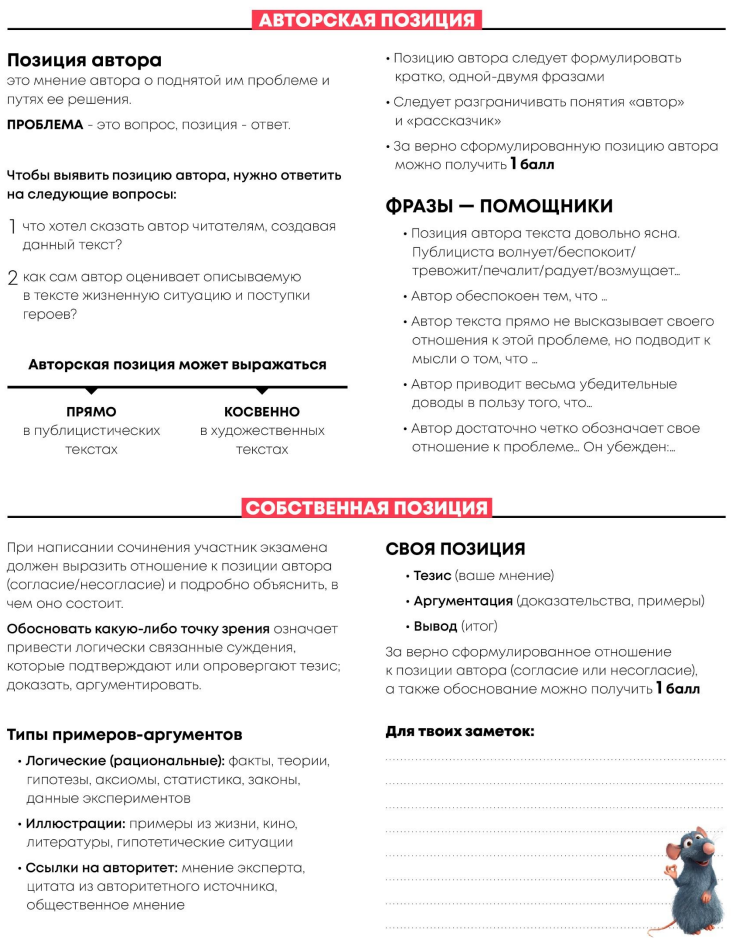 АВТОРСКАЯ ПОЗИЦИЯ
Позиция автора
это мнение автора о поднятой им проблеме и
путях ее решения.
ПРОБЛЕМА - это вопрос, позиция - ответ.
Чтобы выявить позицию автора, нужно ответить
на следующие вопросы:
1 что хотел сказать автор читателям, создавая
данный текст?
2 как сам автор оценивает описываемую
в тексте жизненную ситуацию и поступки
героев?
Авторская позиция может выражаться
ПРЯМО
в публицистических
текстах
КОСВЕННО
в художественных
текстах
• Позицию автора следует формулировать
кратко, одной-двумя фразами
• Следует разграничивать понятия «автор»
и «рассказчик»
• За верно сформулированную позицию автора
можно получить 1 балл
ФРАЗЫ — ПОМОЩНИКИ
• Позиция автора текста довольно ясна.
Публициста волнует/беспокоит/
тревожит/печалит/радует/возмущает…
• Автор обеспокоен тем, что …
• Автор текста прямо не высказывает своего
отношения к этой проблеме, но подводит к
мысли о том, что …
• Автор приводит весьма убедительные
доводы в пользу того, что…
• Автор достаточно четко обозначает свое
отношение к проблеме… Он убежден:…
СОБСТВЕННАЯ ПОЗИЦИЯ
При написании сочинения участник экзамена
должен выразить отношение к позиции автора
(согласие/несогласие) и подробно объяснить, в
чем оно состоит.
Обосновать какую-либо точку зрения означает
привести логически связанные суждения,
которые подтверждают или опровергают тезис;
доказать, аргументировать.
Типы примеров-аргументов
• Логические (рациональные): факты, теории,
гипотезы, аксиомы, статистика, законы,
данные экспериментов
• Иллюстрации: примеры из жизни, кино,
литературы, гипотетические ситуации
• Ссылки на авторитет: мнение эксперта,
цитата из авторитетного источника,
общественное мнение
СВОЯ ПОЗИЦИЯ
• Тезис (ваше мнение)
• Аргументация (доказательства, примеры)
• Вывод (итог)
За верно сформулированное отношение
к позиции автора (согласие или несогласие),
а также обоснование можно получить 1 балл
Для твоих заметок: